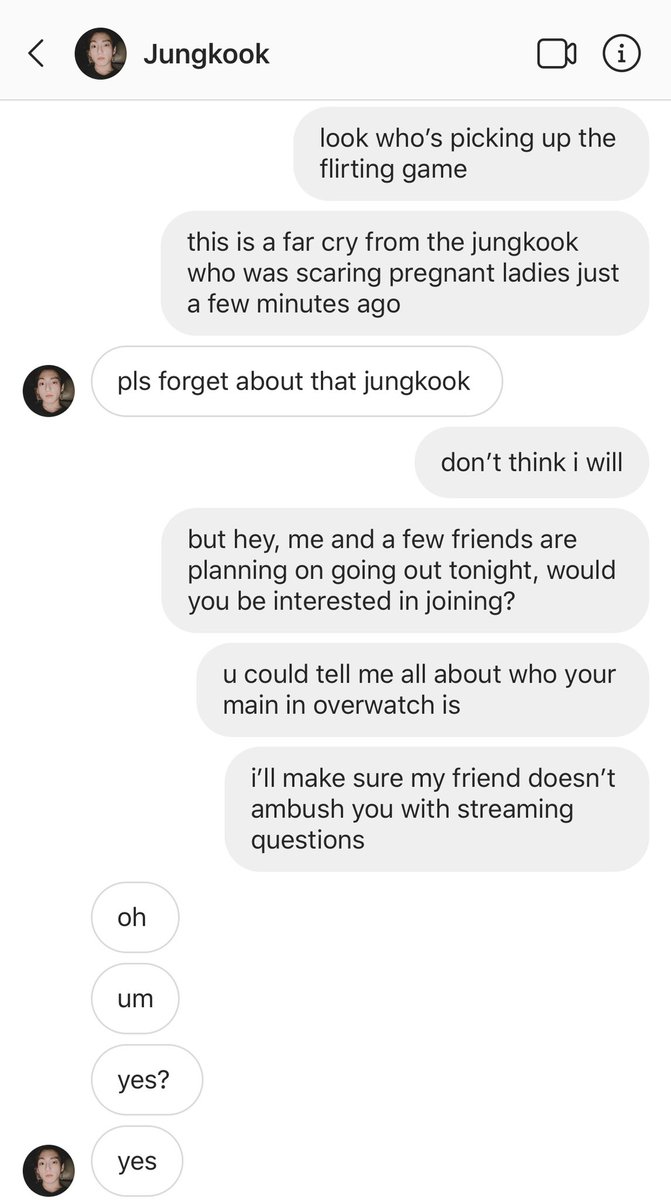 Jungkook
look who’s picking up the
flirting game
this is a far cry from the jungkook
who was scaring pregnant ladies just
a few minutes ago
pls forget about that jungkook
don’t think i will
but hey, me and a few friends are
planning on going out tonight, would
you be interested in joining?
u could tell me all about who your
main in overwatch is
i’ll make sure my friend doesn’t
ambush you with streaming
questions
oh
um
yes?
yes